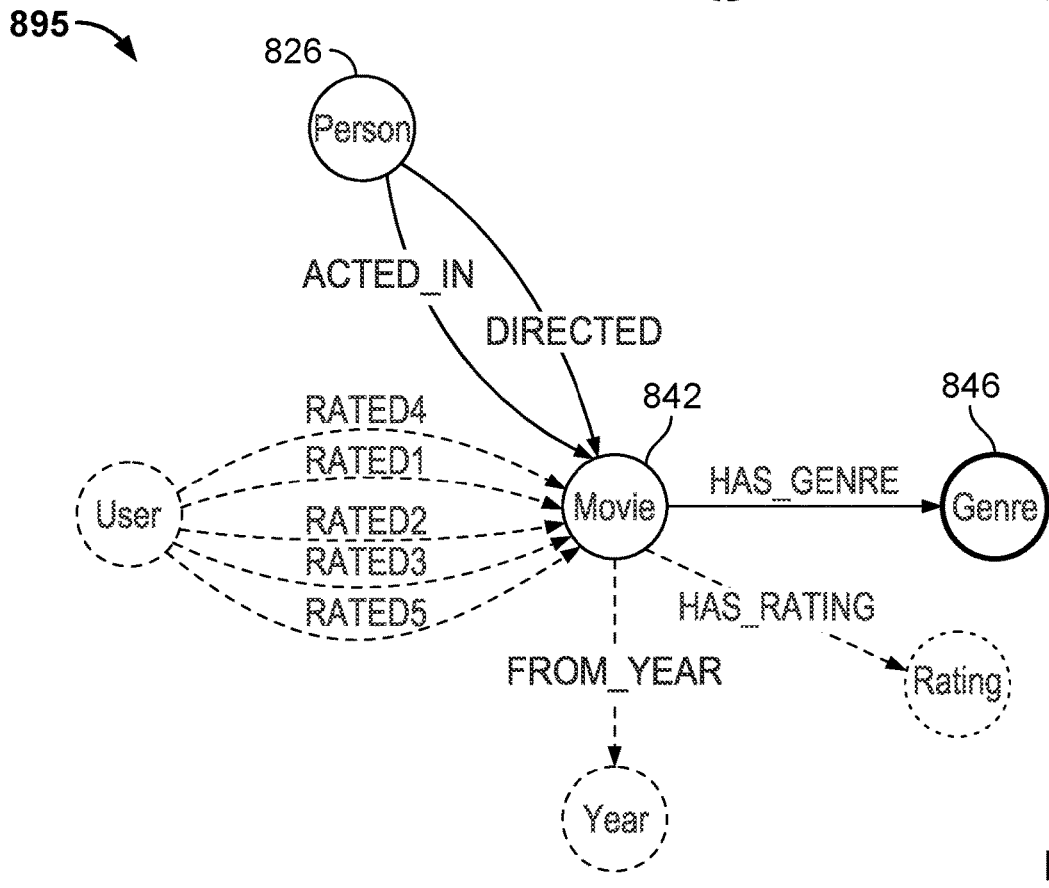 895
826
Person
ACTED_IN
DIRECTED
842
846
RATED4
RATED1
HAS_GENRE
User
Movie
Genre
RATED2
RATED3
RATED5
HAS_RATING
FROM_YEAR
Rating
Year